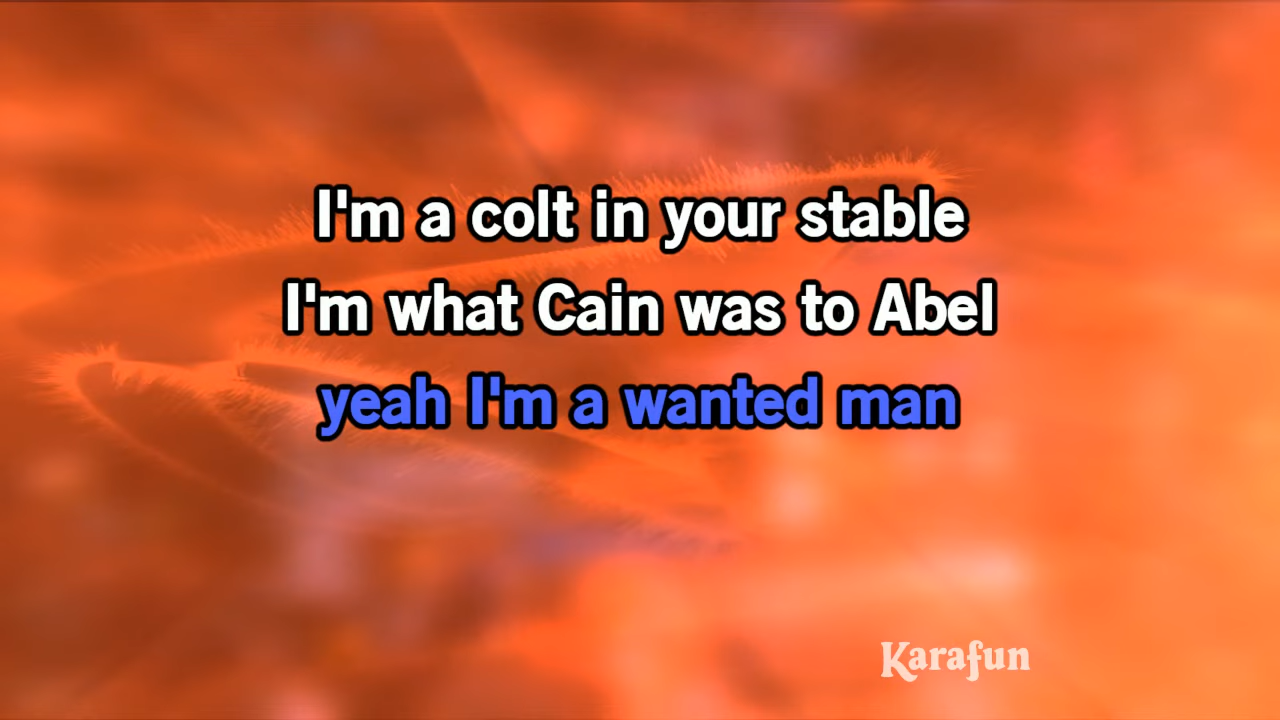 I'm a colt in your stable
I'm what Cain was to Abel
yeah I'm a wanted man
Karafun